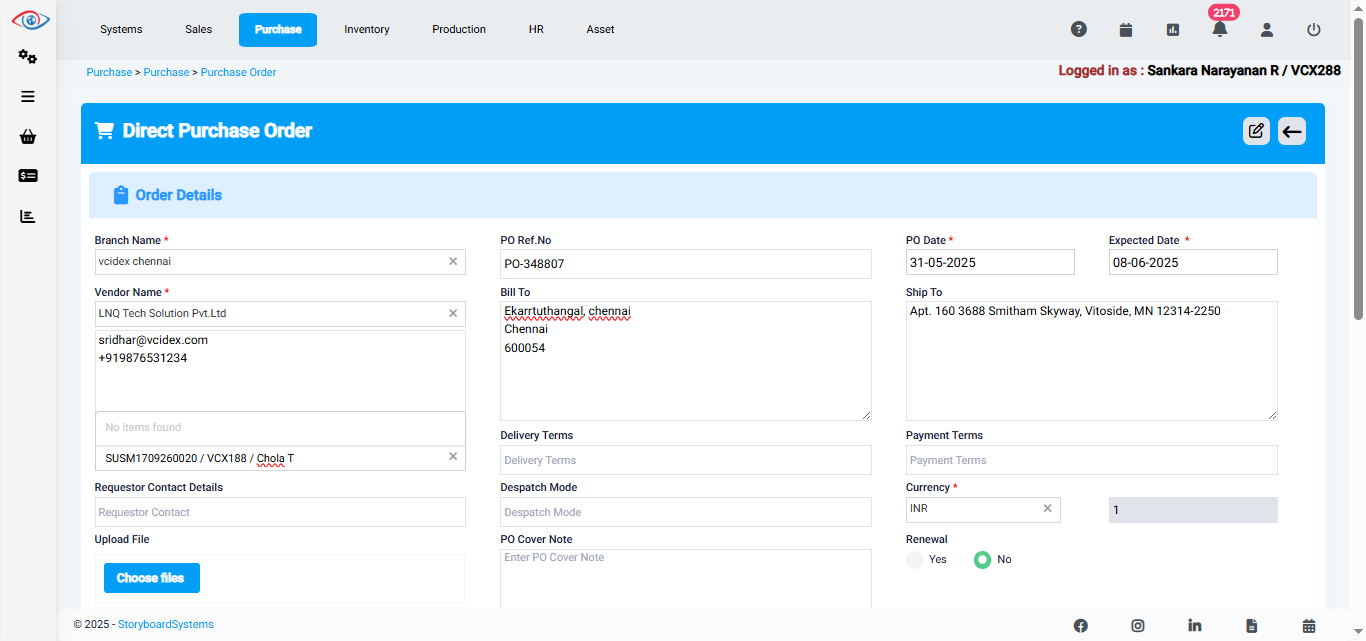 Systems
Sales
Purchase
Inventory
Production
HR
Asset
2171
Purchase > Purchase > Purchase Order
Logged in as : Sankara Narayanan R / VCX288
Direct Purchase Order
Order Details
Branch Name *
vcidex chennai
PO Ref.No
PO-348807
PO Date *
31-05-2025
Expected Date *
08-06-2025
Vendor Name *
LNQ Tech Solution Pvt.Ltd
sridhar@vcidex.com
+919876531234
Bill To
Ekarrtuthangal, chennai
Chennai
600054
Ship To
Apt. 160 3688 Smitham Skyway, Vitoside, MN 12314-2250
No items found
SUSM1709260020 / VCX188 / Chola T
Delivery Terms
Delivery Terms
Payment Terms
Payment Terms
Requestor Contact Details
Requestor Contact
Despatch Mode
Despatch Mode
Currency *
INR
1
Upload File
Choose files
PO Cover Note
Enter PO Cover Note
Renewal
Yes
No
© 2025 - StoryboardSystems